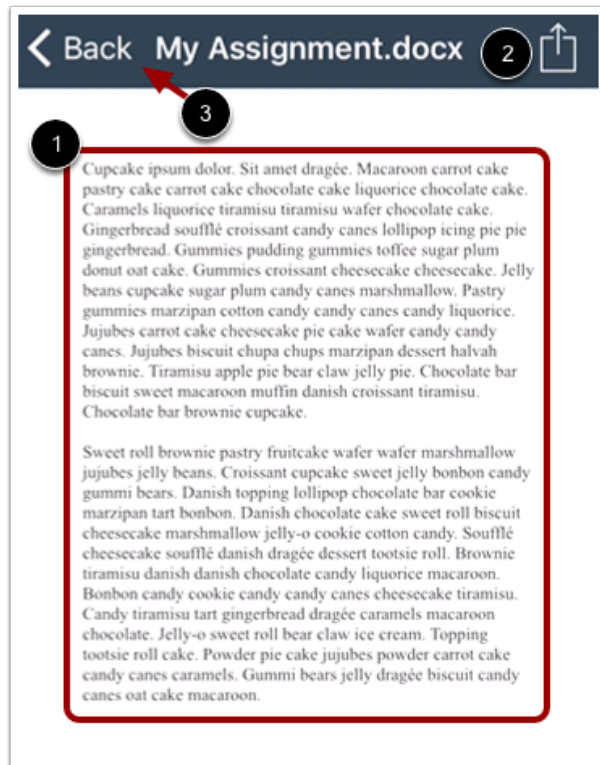 Back My Assignment.docx 2
3
1
Cupcake ipsum dolor. Sit amet dragée. Macaroon carrot cake
pastry cake carrot cake chocolate cake liquorice chocolate cake.
Caramels liquorice tiramisu tiramisu wafer chocolate cake.
Gingerbread soufflé croissant candy canes lollipop icing pie pie
gingerbread. Gummies pudding gummies toffee sugar plum
donut oat cake. Gummies croissant cheesecake cheesecake. Jelly
beans cupcake sugar plum candy canes marshmallow. Pastry
gummies marzipan cotton candy candy canes candy liquorice.
Jujubes carrot cake cheesecake pie cake wafer candy candy
canes. Jujubes biscuit chupa chups marzipan dessert halvah
brownie. Tiramisu apple pie bear claw jelly pie. Chocolate bar
biscuit sweet macaroon muffin danish croissant tiramisu.
Chocolate bar brownie cupcake.
Sweet roll brownie pastry fruitcake wafer wafer marshmallow
jujubes jelly beans. Croissant cupcake sweet jelly bonbon candy
gummi bears. Danish topping lollipop chocolate bar cookie
marzipan tart bonbon. Danish chocolate cake sweet roll biscuit
cheesecake marshmallow jelly-o cookie cotton candy. Soufflé
cheesecake soufflé danish dragée dessert tootsie roll. Brownie
tiramisu danish danish chocolate candy liquorice macaroon.
Bonbon candy cookie candy candy canes cheesecake tiramisu.
Candy tiramisu tart gingerbread dragée caramels macaroon
chocolate. Jelly-o sweet roll bear claw ice cream. Topping
tootsie roll cake. Powder pie cake jujubes powder carrot cake
candy canes caramels. Gummi bears jelly dragée biscuit candy
canes oat cake macaroon.